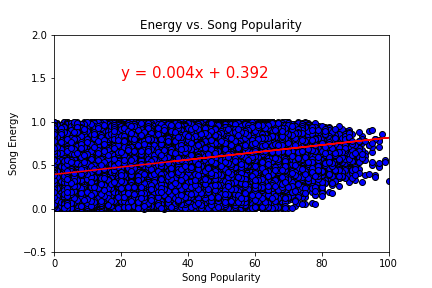 Energy vs. Song Popularity
y = 0.004x + 0.392
Song Energy
2.0
1.5
1.0
0.5
0.0
−0.5
0 20 40 60 80 100
Song Popularity